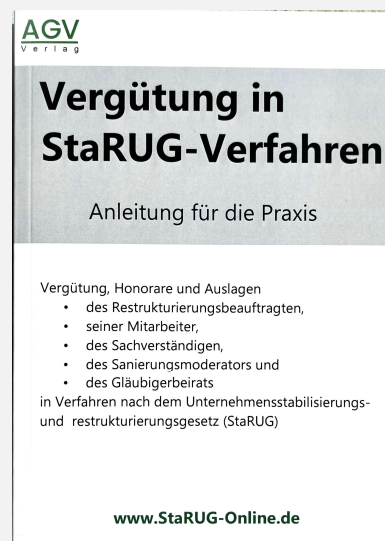 AGV
Verlag
Vergütung in
StaRUG-Verfahren
Anleitung für die Praxis
Vergütung, Honorare und Auslagen
• des Restrukturierungsbeauftragten,
• seiner Mitarbeiter,
• des Sachverständigen,
• des Sanierungsmoderators und
• des Gläubigerbeirats
in Verfahren nach dem Unternehmensstabilisierungs-
und restrukturierungsgesetz (StaRUG)
www.StaRUG-Online.de